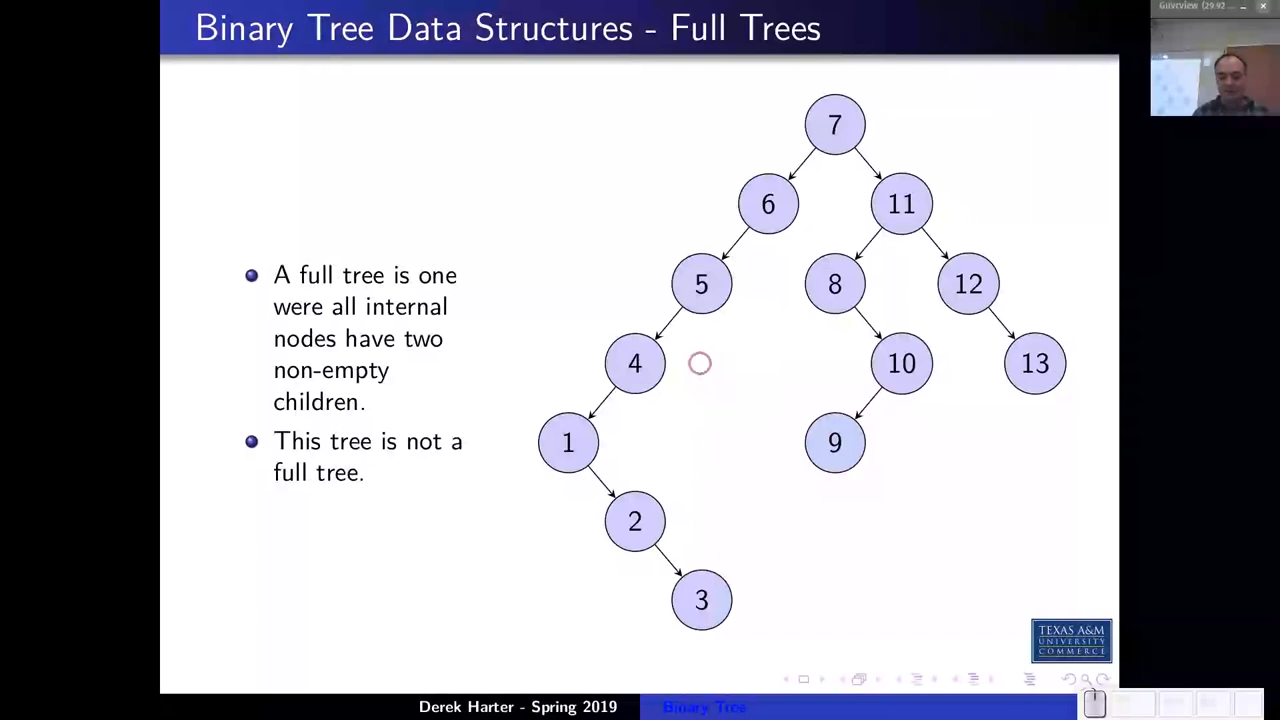 Binary Tree Data Structures - Full Trees
A full tree is one
were all internal
nodes have two
non-empty
children.
This tree is not a
full tree.
7
6
11
5
8
12
4
10
13
1
9
2
3
TEXAS A&M
UNIVERSITY
COMMERCE
Derek Harter - Spring 2019
Binary Tree